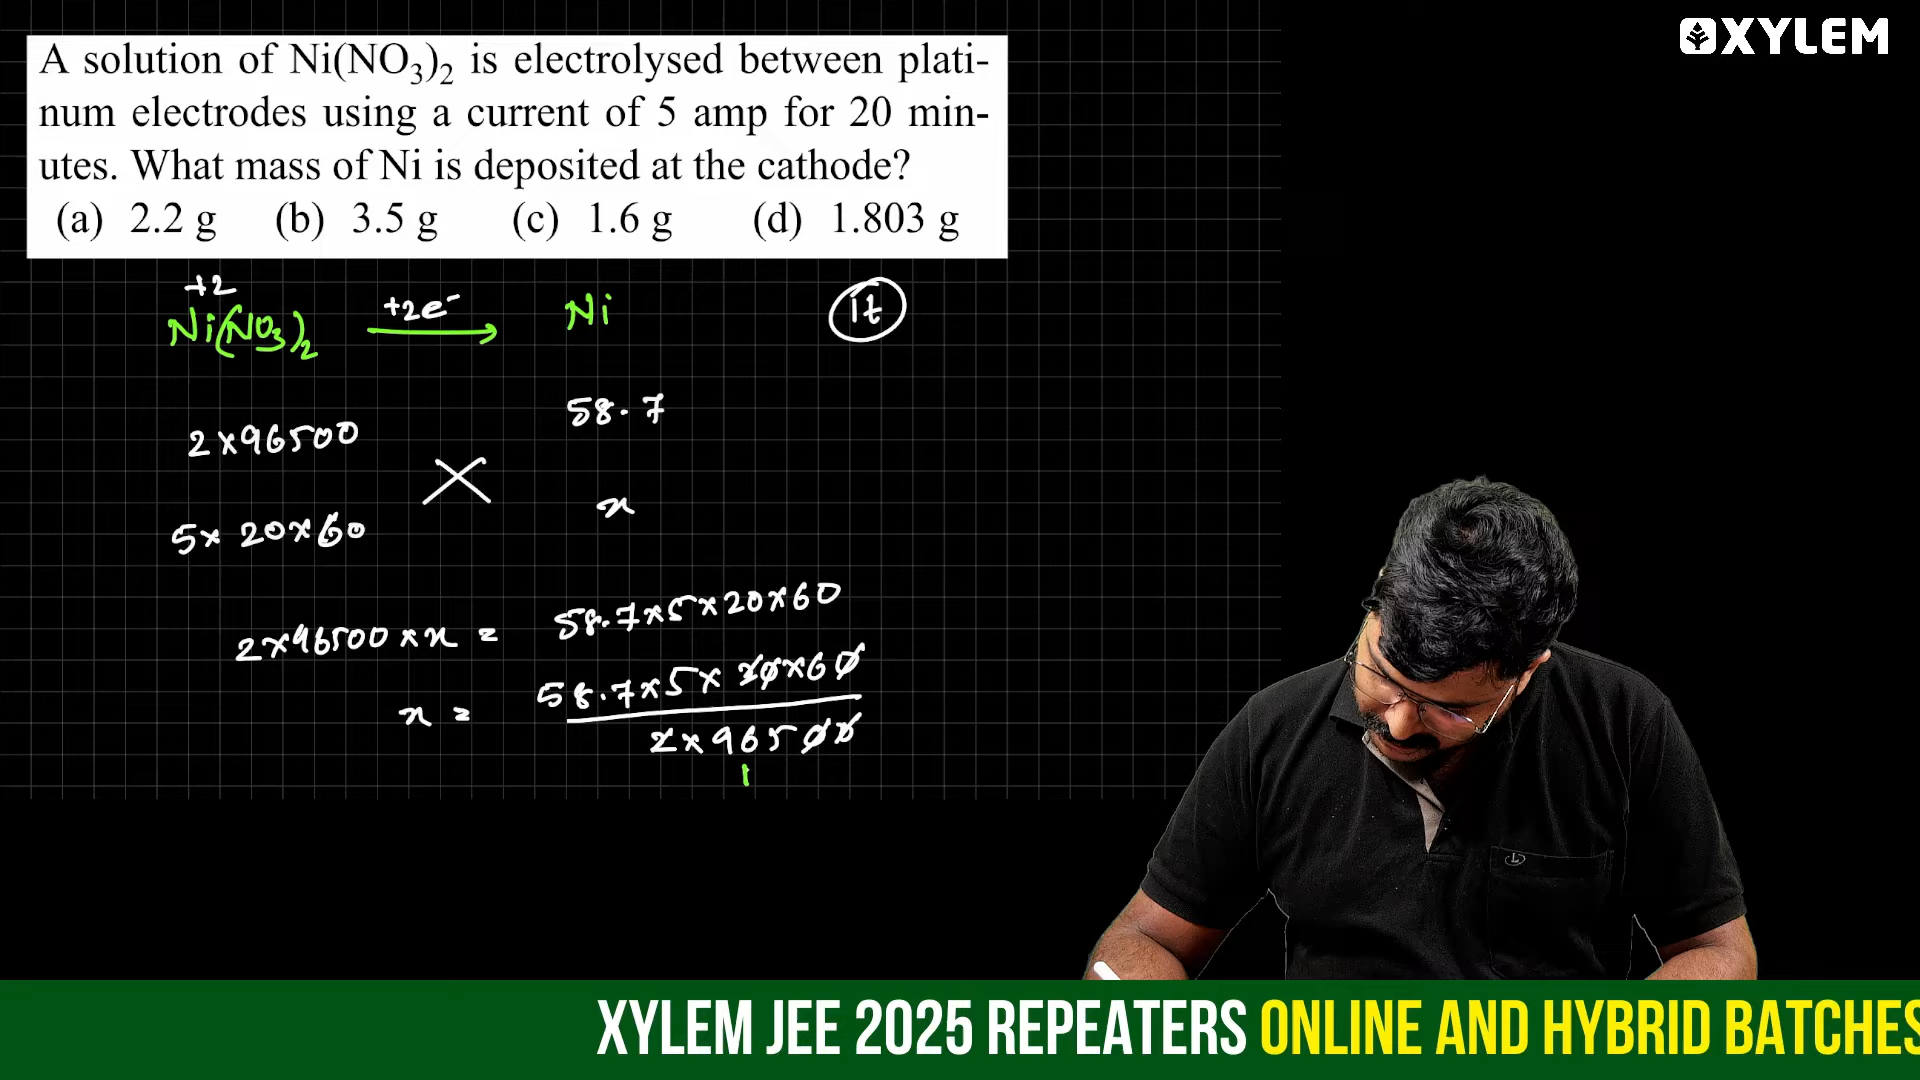 XYLEM
A solution of Ni(NO₃)₂ is electrolysed between plati-
num electrodes using a current of 5 amp for 20 min-
utes. What mass of Ni is deposited at the cathode?
(a) 2.2 g (b) 3.5 g (c) 1.6 g (d) 1.803 g
+2
Ni(NO₃)₂ +2e⁻ → Ni It
2×96500 58.7
5×20×60 x
2×96500×x = 58.7×5×20×60
x = 58.7×5×20×60
2×96500
1
XYLEM JEE 2025 REPEATERS ONLINE AND HYBRID BATCHES